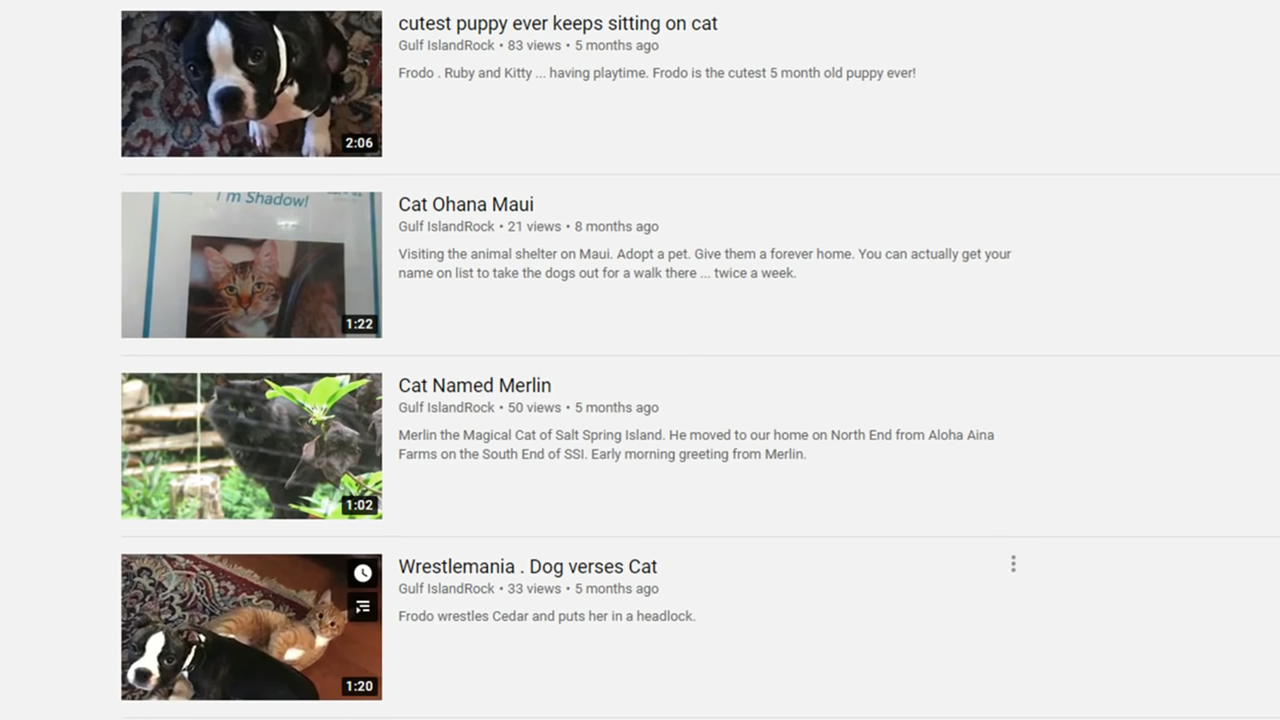 cutest puppy ever keeps sitting on cat
Gulf IslandRock • 83 views • 5 months ago
Frodo . Ruby and Kitty ... having playtime. Frodo is the cutest 5 month old puppy ever!
2:06
I'm Shadow!
Cat Ohana Maui
Gulf IslandRock • 21 views • 8 months ago
Visiting the animal shelter on Maui. Adopt a pet. Give them a forever home. You can actually get your
name on list to take the dogs out for a walk there ... twice a week.
1:22
Cat Named Merlin
Gulf IslandRock • 50 views • 5 months ago
Merlin the Magical Cat of Salt Spring Island. He moved to our home on North End from Aloha Aina
Farms on the South End of SSI. Early morning greeting from Merlin.
1:02
Wrestlemania . Dog verses Cat
Gulf IslandRock • 33 views • 5 months ago
Frodo wrestles Cedar and puts her in a headlock.
1:20